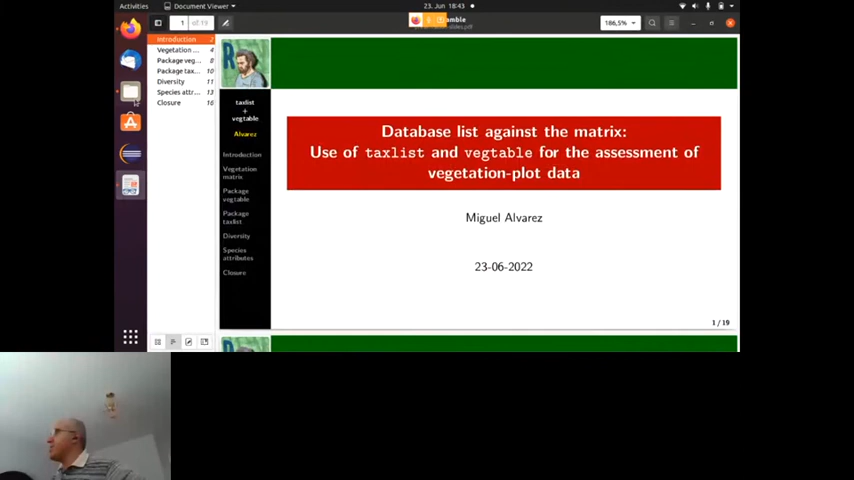 Activities
Document Viewer
23. Jun 18:43
1
of 19
186,5%
Introduction 2
Vegetation ... 4
Package veg... 8
Package tax... 10
Diversity 11
Species attr... 13
Closure 16
R
taxlist
+
vegtable
Alvarez
Introduction
Vegetation
matrix
Package
vegtable
Package
taxlist
Diversity
Species
attributes
Closure
Database list against the matrix:
Use of taxlist and vegtable for the assessment of
vegetation-plot data
Miguel Alvarez
23-06-2022
1 / 19